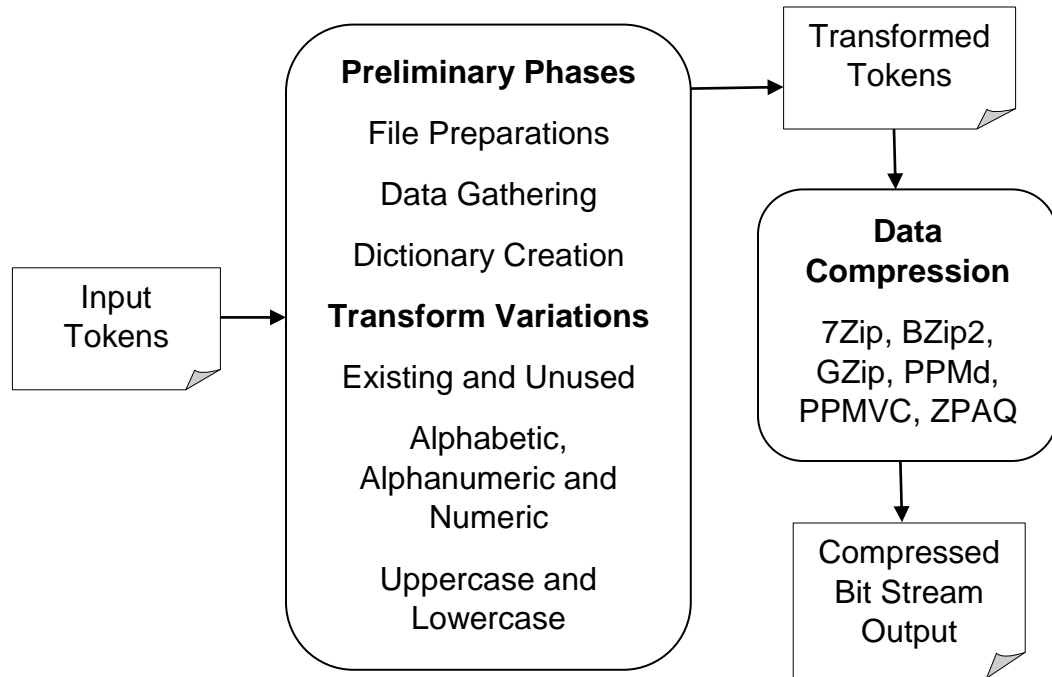 Input
Tokens
Preliminary Phases
File Preparations
Data Gathering
Dictionary Creation
Transform Variations
Existing and Unused
Alphabetic,
Alphanumeric and
Numeric
Uppercase and
Lowercase
Transformed
Tokens
Data
Compression
7Zip, BZip2,
GZip, PPMd,
PPMVC, ZPAQ
Compressed
Bit Stream
Output